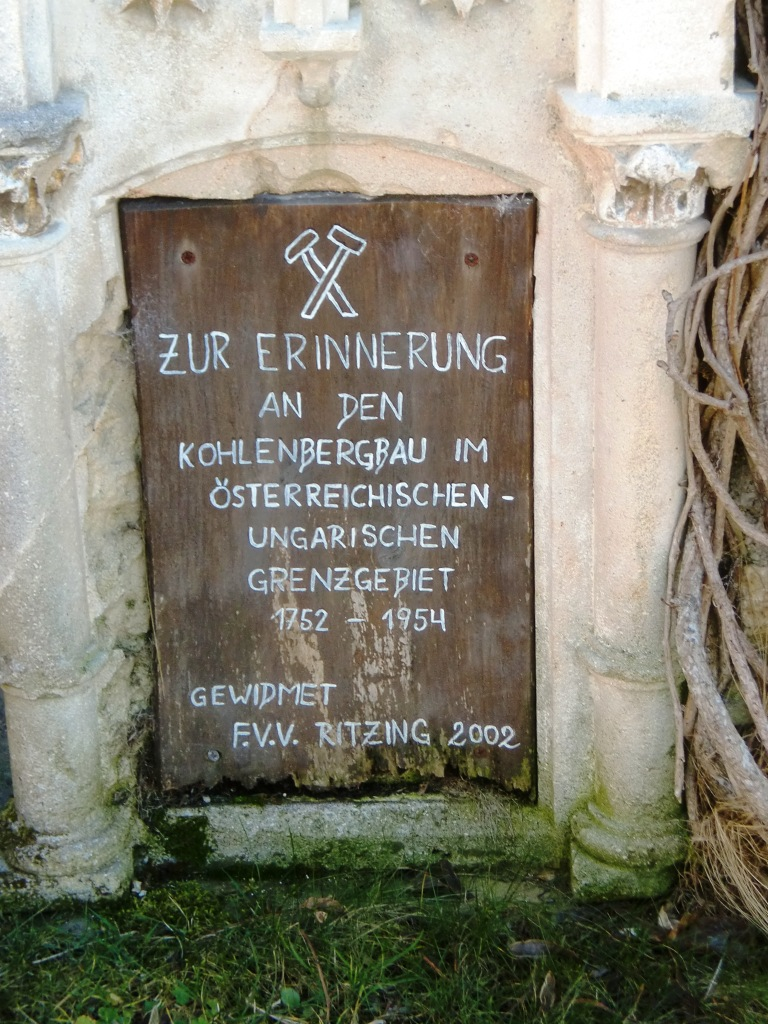 ZUR ERINNERUNG
AN DEN
KOHLENBERGBAU IM
ÖSTERREICHISCHEN -
UNGARISCHEN
GRENZGEBIET
1752 - 1954
GEWIDMET
F.V.V. RITZING 2002